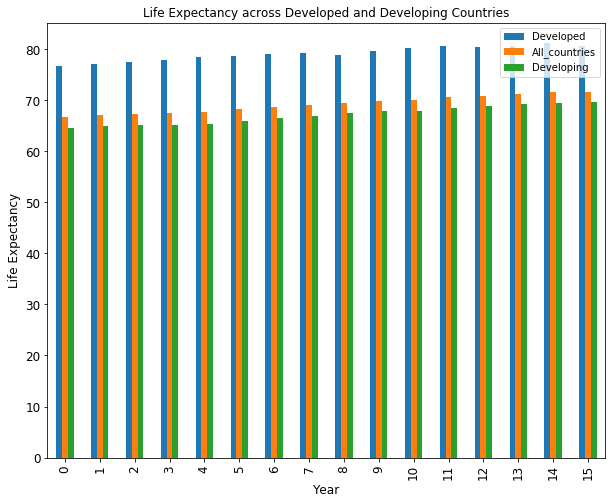 Life Expectancy across Developed and Developing Countries
Developed
All_countries
Developing
Life Expectancy
80
70
60
50
40
30
20
10
0
0 1 2 3 4 5 6 7 8 9 10 11 12 13 14 15
Year